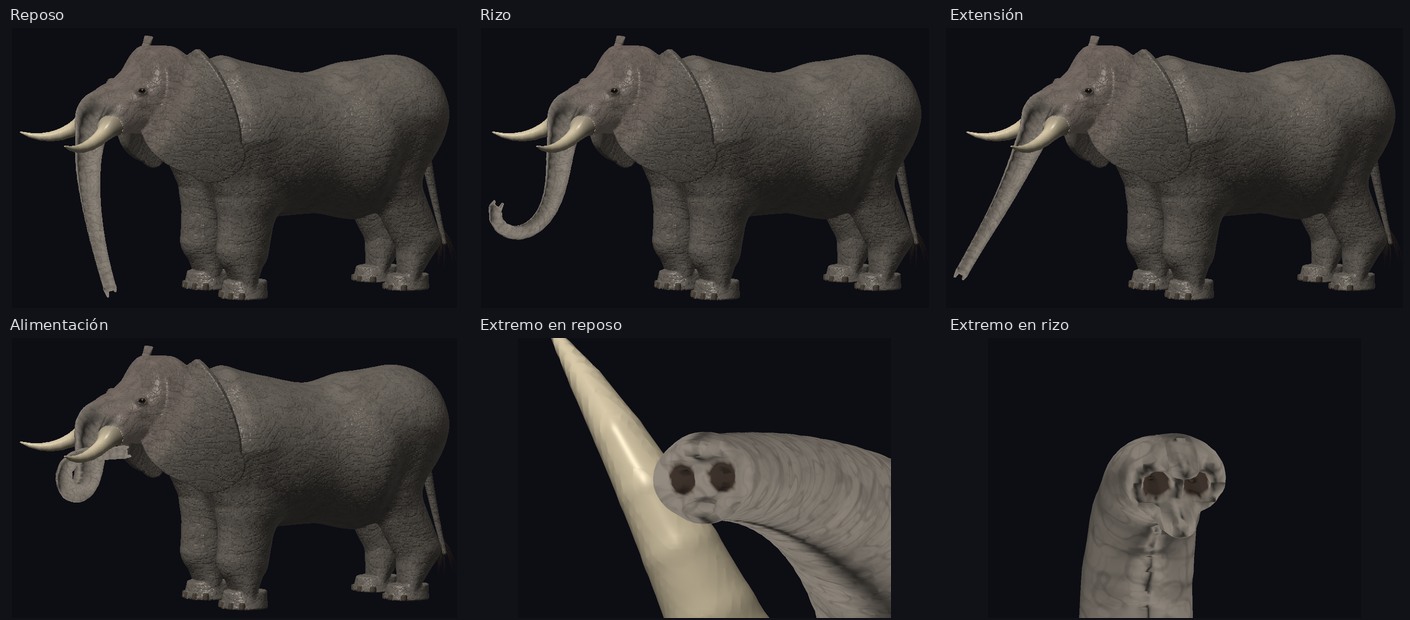 Reposo
Rizo
Extensión
Alimentación
Extremo en reposo
Extremo en rizo